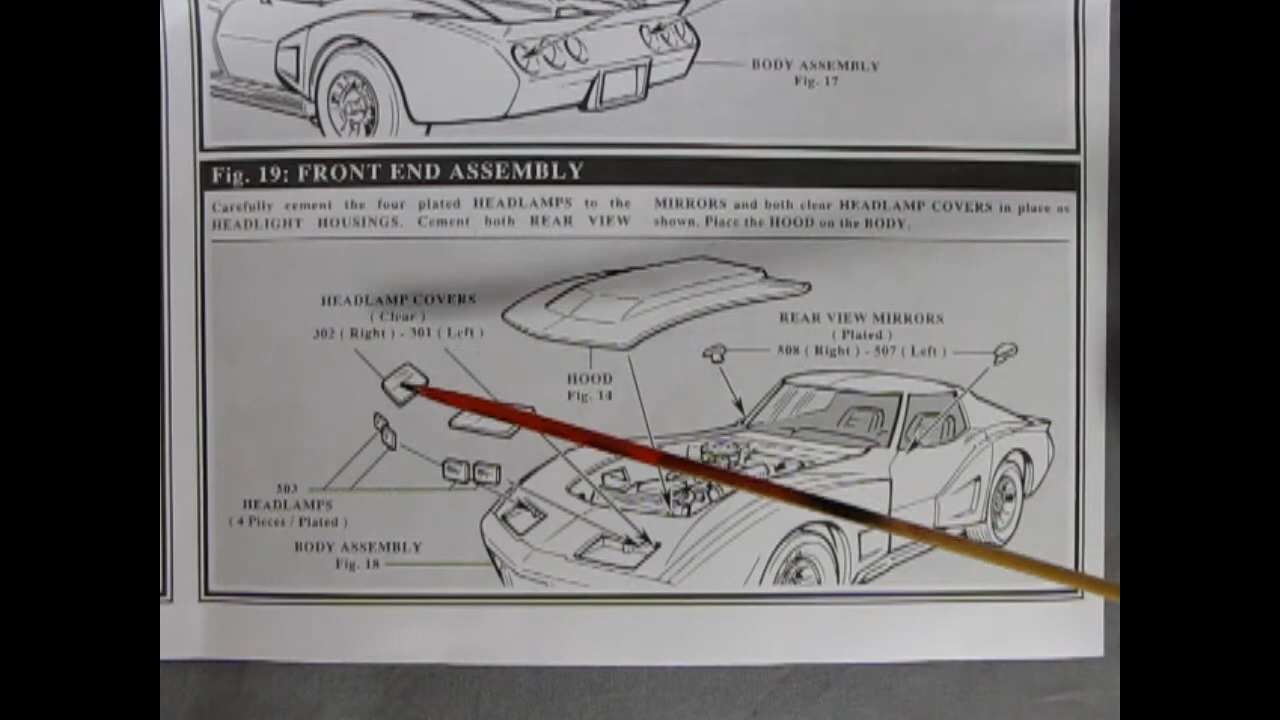 BODY ASSEMBLY
Fig. 17
Fig. 19: FRONT END ASSEMBLY
Carefully cement the four plated HEADLAMPS to the
HEADLIGHT HOUSINGS. Cement both REAR VIEW
MIRRORS and both clear HEADLAMP COVERS in place as
shown. Place the HOOD on the BODY.
HEADLAMP COVERS
( Clear )
302 ( Right ) - 301 ( Left )
REAR VIEW MIRRORS
( Plated )
508 ( Right ) - 507 ( Left )
HOOD
Fig. 14
503
HEADLAMPS
( 4 Pieces / Plated )
BODY ASSEMBLY
Fig. 18